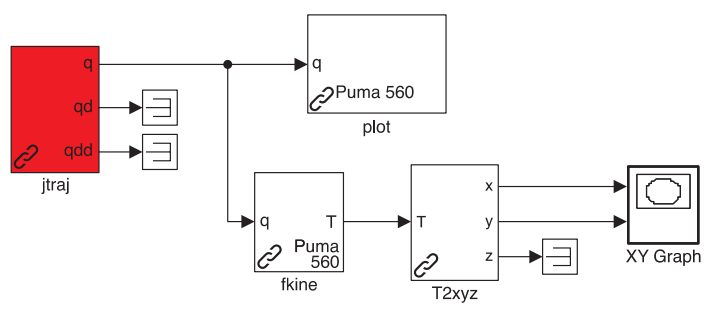 q
qd
qdd
jtraj
q
Puma 560
plot
q
T
Puma
560
fkine
T
x
y
z
T2xyz
XY Graph